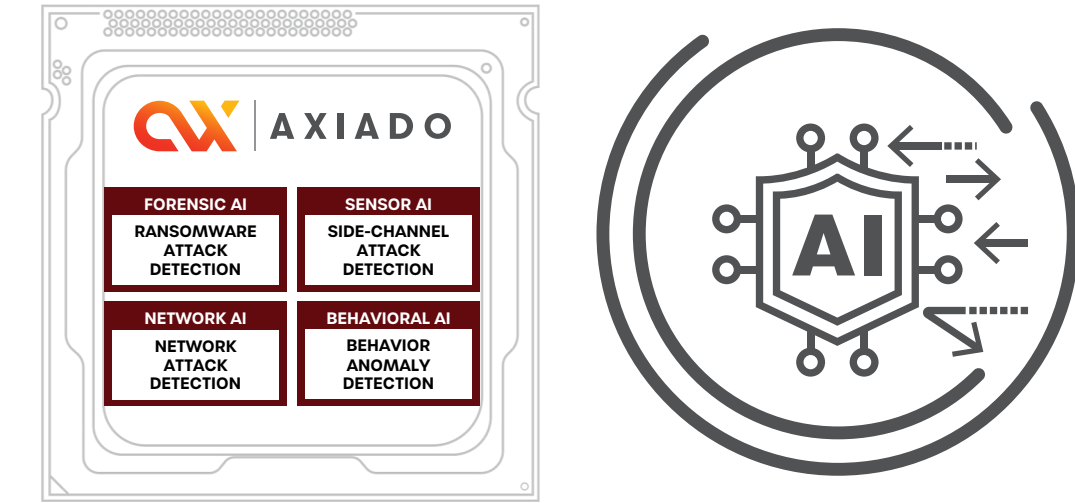 AXIADO
FORENSIC AI
RANSOMWARE
ATTACK
DETECTION
SENSOR AI
SIDE-CHANNEL
ATTACK
DETECTION
NETWORK AI
NETWORK
ATTACK
DETECTION
BEHAVIORAL AI
BEHAVIOR
ANOMALY
DETECTION
AI